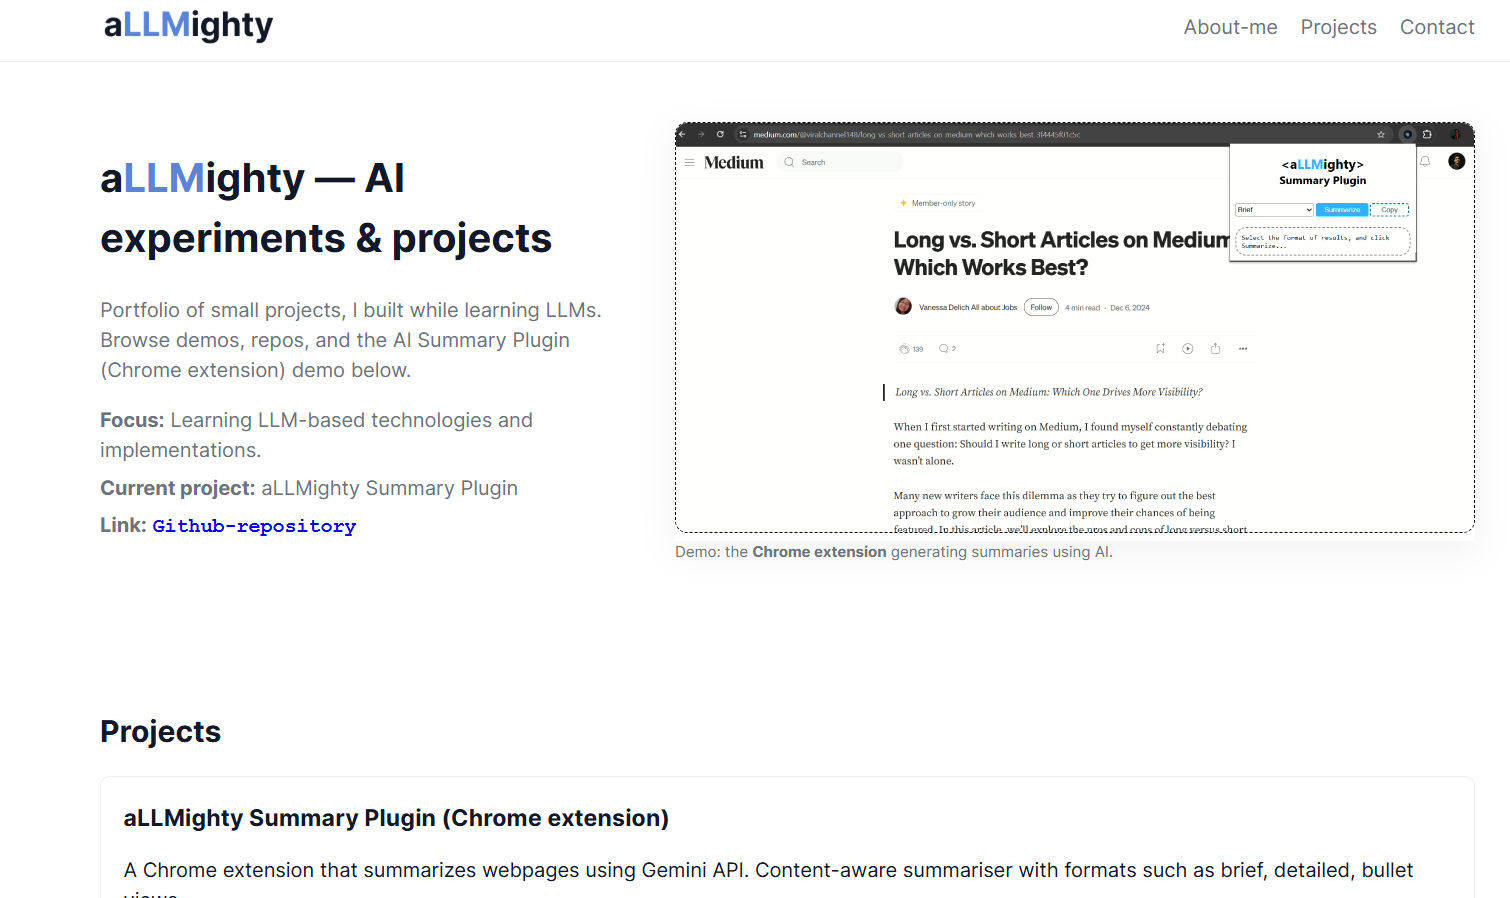 aLLMighty
About-me Projects Contact
aLLMighty — AI
experiments & projects
Portfolio of small projects, I built while learning LLMs.
Browse demos, repos, and the AI Summary Plugin
(Chrome extension) demo below.
Focus: Learning LLM-based technologies and
implementations.
Current project: aLLMighty Summary Plugin
Link: Github-repository
medium.com/@viralchannel148/long-vs-short-articles-on-medium-which-works-best-3f4445f01c5c
Medium
Search
<aLLMighty>
Summary Plugin
Brief Summarize Copy
Select the format of results, and click
Summarize...
Member-only story
Long vs. Short Articles on Medium
Which Works Best?
Vanessa Delich All about Jobs Follow 4 min read · Dec 6, 2024
139 2
Long vs. Short Articles on Medium: Which One Drives More Visibility?
When I first started writing on Medium, I found myself constantly debating
one question: Should I write long or short articles to get more visibility? I
wasn't alone.
Many new writers face this dilemma as they try to figure out the best
approach to grow their audience and improve their chances of being
featured. In this article, we'll explore the pros and cons of long versus short
Demo: the Chrome extension generating summaries using AI.
Projects
aLLMighty Summary Plugin (Chrome extension)
A Chrome extension that summarizes webpages using Gemini API. Content-aware summariser with formats such as brief, detailed, bullet
views.